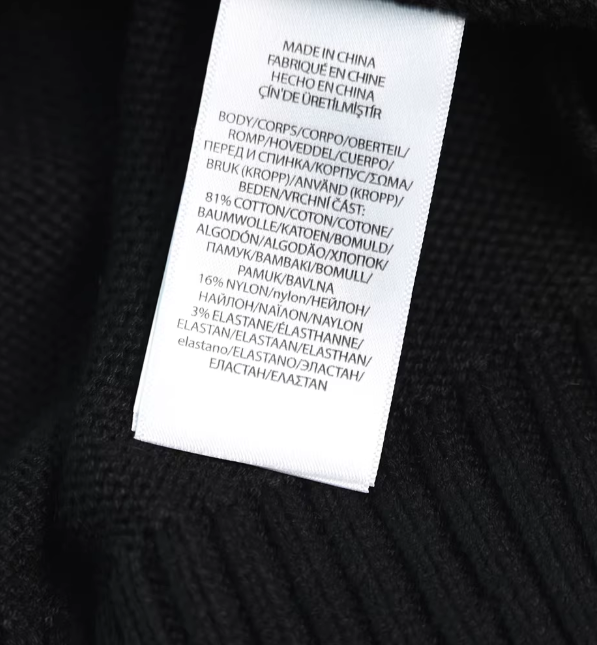 MADE IN CHINA
FABRIQUÉ EN CHINE
HECHO EN CHINA
ÇİN'DE ÜRETİLMİŞTİR
BODY/CORPS/CORPO/OBERTEIL/
ROMP/HOVEDDEL/CUERPO/
ПЕРЕД И СПИНКА/КОРПУС/ΣΩΜΑ/
BRUK (KROPP)/ANVÄND (KROPP)/
BEDEN/VRCHNÍ ČÁST:
81% COTTON/COTON/COTONE/
BAUMWOLLE/KATOEN/BOMULD/
ALGODÓN/ALGODÃO/ХЛОПОК/
ПАМУК/ΒΑΜΒΑΚΙ/BOMULL/
PAMUK/BAVLNA
16% NYLON/nylon/НЕЙЛОН/
НАЙЛОН/ΝΑΪΛΟΝ/NAYLON
3% ELASTANE/ÉLASTHANNE/
ELASTAN/ELASTAAN/ELASTHAN/
elastano/ELASTANO/ЭЛАСТАН/
ЕЛАСТАН/ΕΛΑΣΤΑΝ